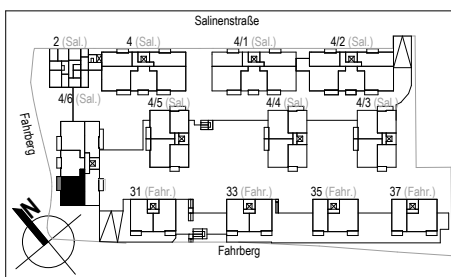 Salinenstraße
2 (Sal.) 4 (Sal.) 4/1 (Sal.) 4/2 (Sal.)
4/6 (Sal.) 4/5 (Sal.) 4/4 (Sal.) 4/3 (Sal.)
Fahrberg
31 (Fahr.) 33 (Fahr.) 35 (Fahr.) 37 (Fahr.)
N
Fahrberg